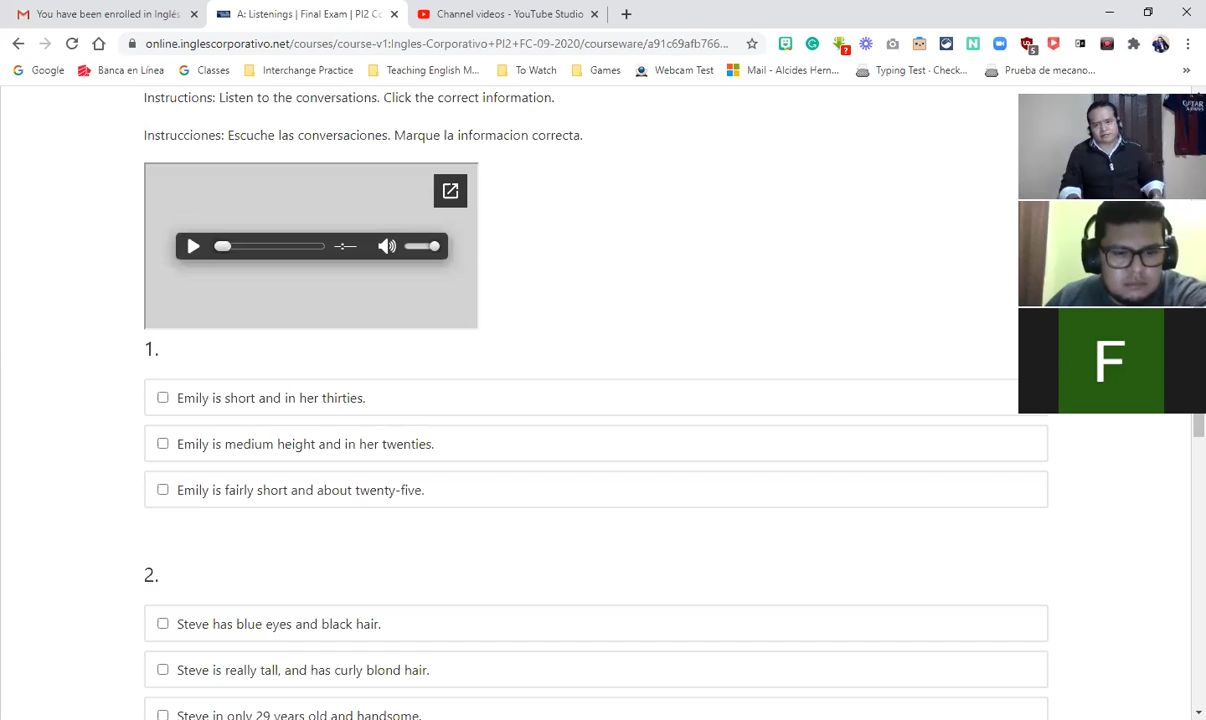 You have been enrolled in Inglés
A: Listenings | Final Exam | PI2 Co
Channel videos - YouTube Studio
online.inglescorporativo.net/courses/course-v1:Ingles-Corporativo+PI2+FC-09-2020/courseware/a91c69afb766...
Google
Banca en Línea
Classes
Interchange Practice
Teaching English M...
To Watch
Games
Webcam Test
Mail - Alcides Hern...
Typing Test · Check...
Prueba de mecano...
Instructions: Listen to the conversations. Click the correct information.
Instrucciones: Escuche las conversaciones. Marque la informacion correcta.
QATAR
AIRWAYS
F
1.
Emily is short and in her thirties.
Emily is medium height and in her twenties.
Emily is fairly short and about twenty-five.
2.
Steve has blue eyes and black hair.
Steve is really tall, and has curly blond hair.
Steve in only 29 years old and handsome.